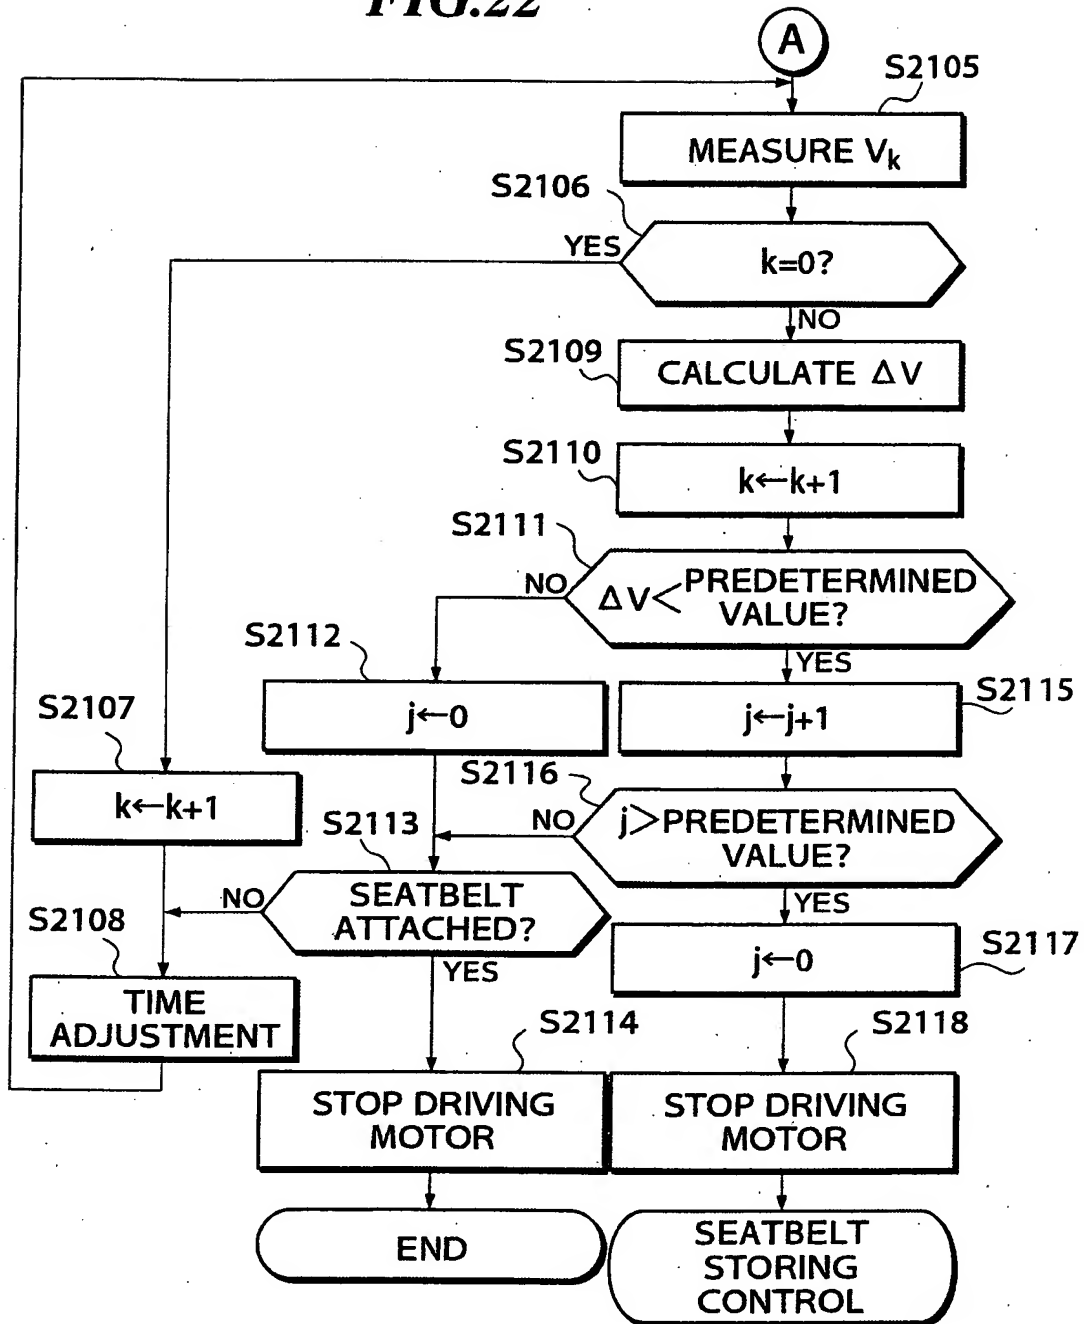 FIG.22
A
S2105
MEASURE Vk
S2106
YES
k=0?
NO
S2109
CALCULATE ΔV
S2110
k←k+1
S2111
NO
ΔV<PREDETERMINED
VALUE?
YES
S2112
j←0
S2115
j←j+1
S2107
k←k+1
S2116
NO
j>PREDETERMINED
VALUE?
YES
S2113
NO
SEATBELT
ATTACHED?
YES
S2108
TIME
ADJUSTMENT
S2117
j←0
S2114
STOP DRIVING
MOTOR
S2118
STOP DRIVING
MOTOR
END
SEATBELT
STORING
CONTROL